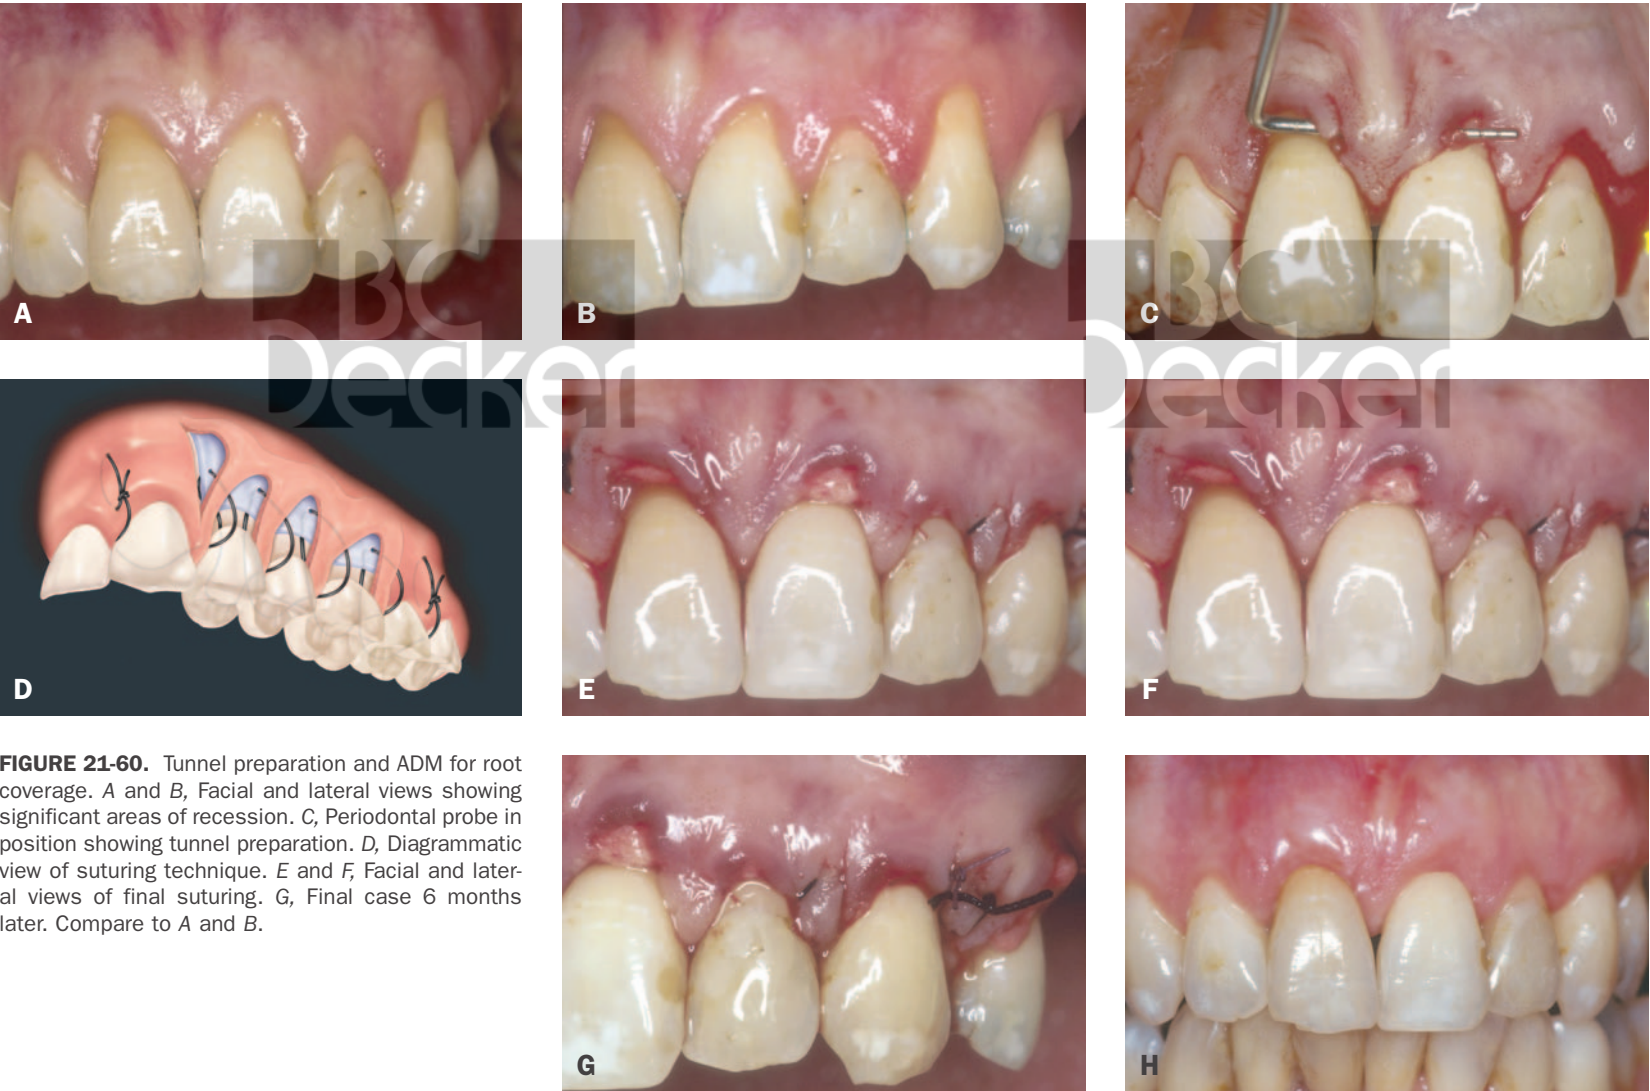 A
B
C
BC
Decker
BC
Decker
D
E
F
FIGURE 21-60. Tunnel preparation and ADM for root
coverage. A and B, Facial and lateral views showing
significant areas of recession. C, Periodontal probe in
position showing tunnel preparation. D, Diagrammatic
view of suturing technique. E and F, Facial and later-
al views of final suturing. G, Final case 6 months
later. Compare to A and B.
G
H